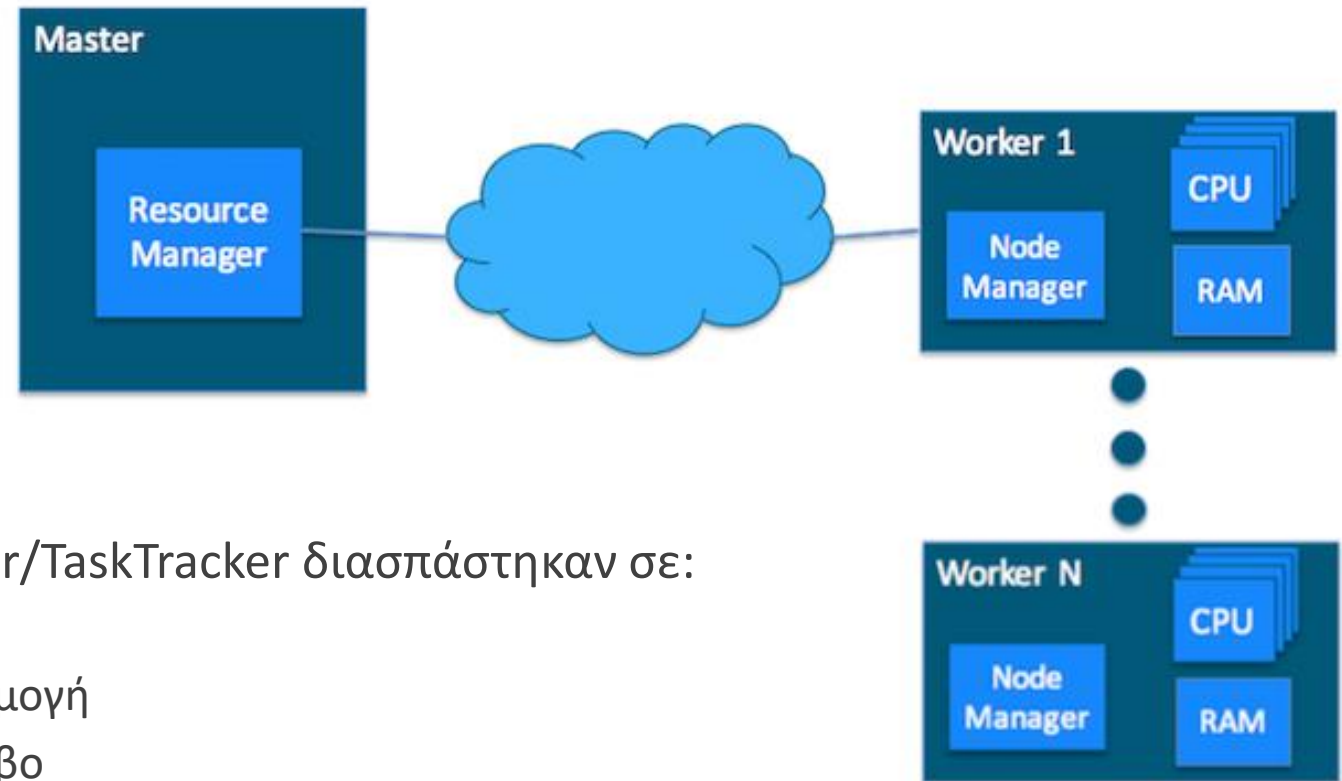 Master
Resource
Manager
Worker 1
CPU
Node
Manager
RAM
r/TaskTracker διασπάστηκαν σε:
μογή
βο
Worker N
CPU
Node
Manager
RAM